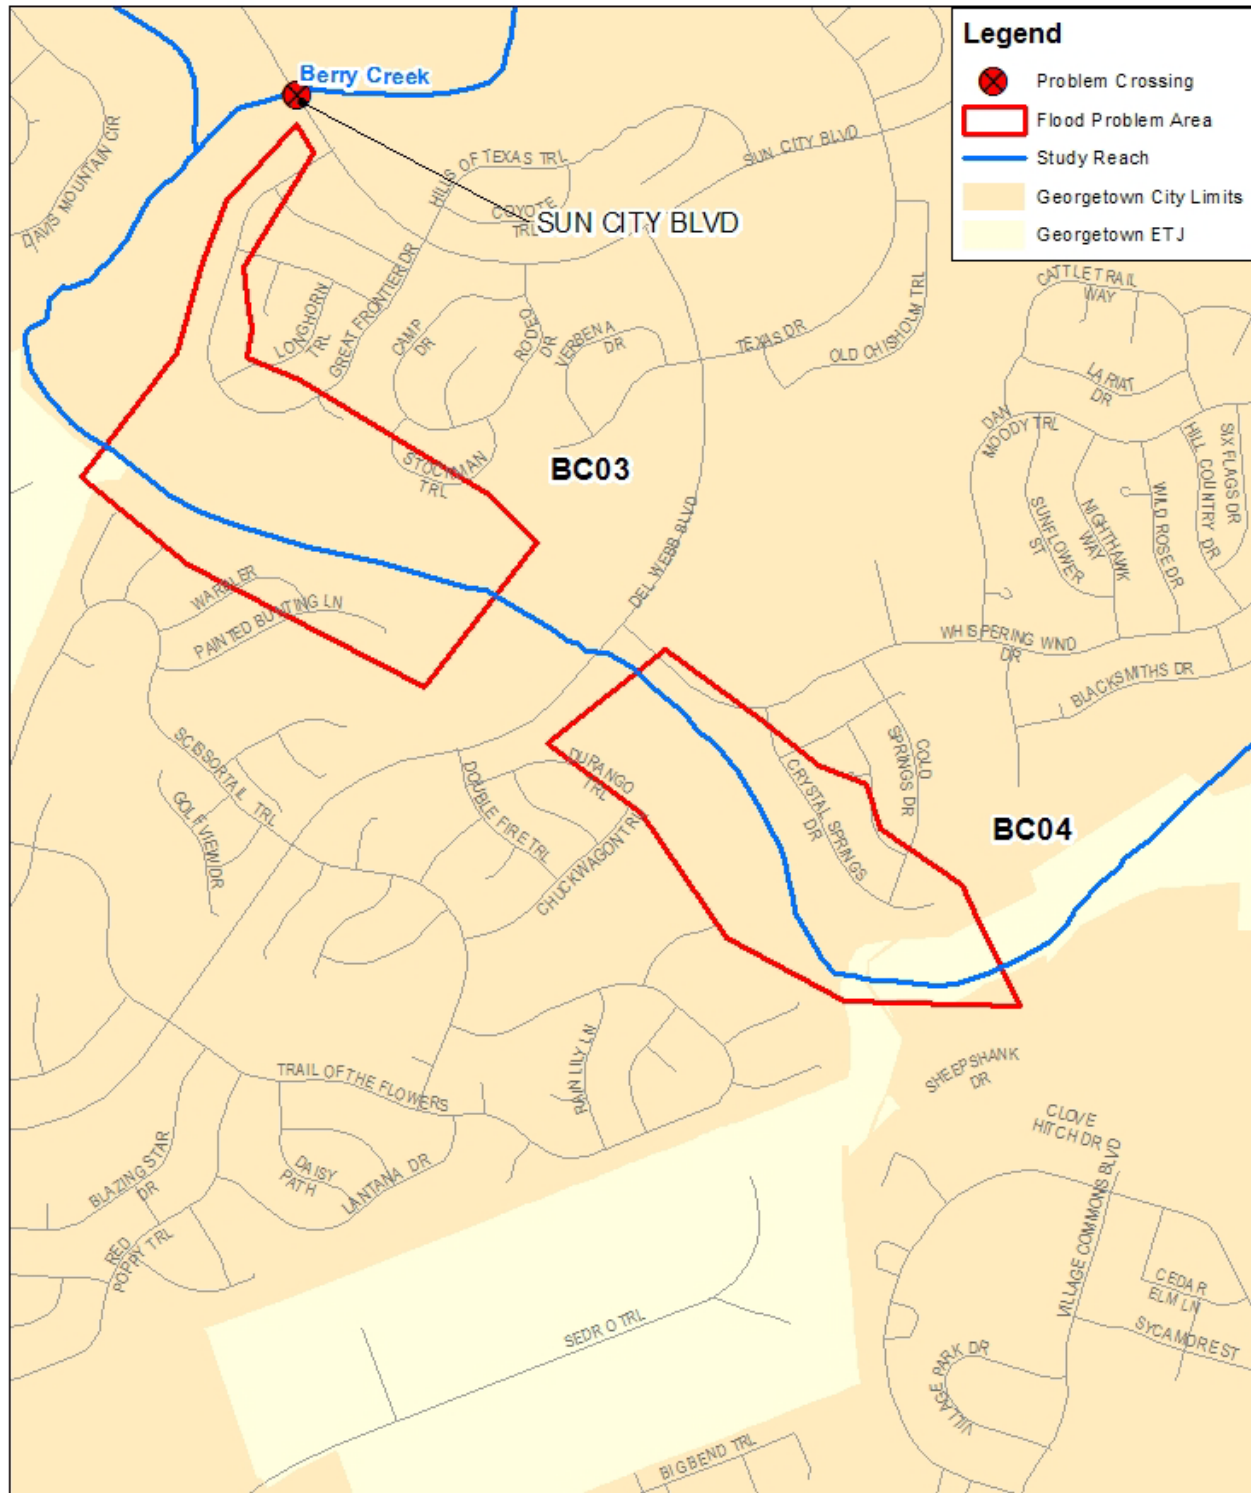 Legend
Problem Crossing
Flood Problem Area
Study Reach
Georgetown City Limits
Georgetown ETJ
Berry Creek
DAVIS MOUNTAIN CIR
HILLS OF TEXAS TRL
SUN CITY BLVD
COYOTE
TRL
SUN CITY BLVD
GREAT FRONTIER DR
LONGHORN
TRL
CAMP
DR
RODEO
DR
VERBENA
DR
TEXAS DR
OLD CHISHOLM TRL
CATTLE TRAIL
WAY
LARIAT
DR
DAN
MOODY TRL
HILL COUNTRY DR
SIX FLAGS DR
STOCKMAN
TRL
BC03
SUNFLOWER
ST
NIGHTHAWK
WAY
WILD ROSE DR
DEL WEBB BLVD
WARBLER
PAINTED BUNTING LN
WHISPERING WIND
DR
BLACKSMITHS DR
SCISSORTAIL TRL
GOLFVIEW DR
DOUBLE FIRE TRL
DURANGO
TRL
CHUCKWAGON TRL
CRYSTAL SPRINGS
DR
COLD
SPRINGS DR
BC04
TRAIL OF THE FLOWERS
RAIN LILY LN
SHEEPSHANK
DR
CLOVE
HITCH DR
BLAZING STAR
DR
DAISY
PATH
LANTANA DR
RED
POPPY TRL
VILLAGE COMMONS BLVD
CEDAR
ELM LN
SYCAMORE ST
SEDRO TRL
VILLAGE PARK DR
BIG BEND TRL